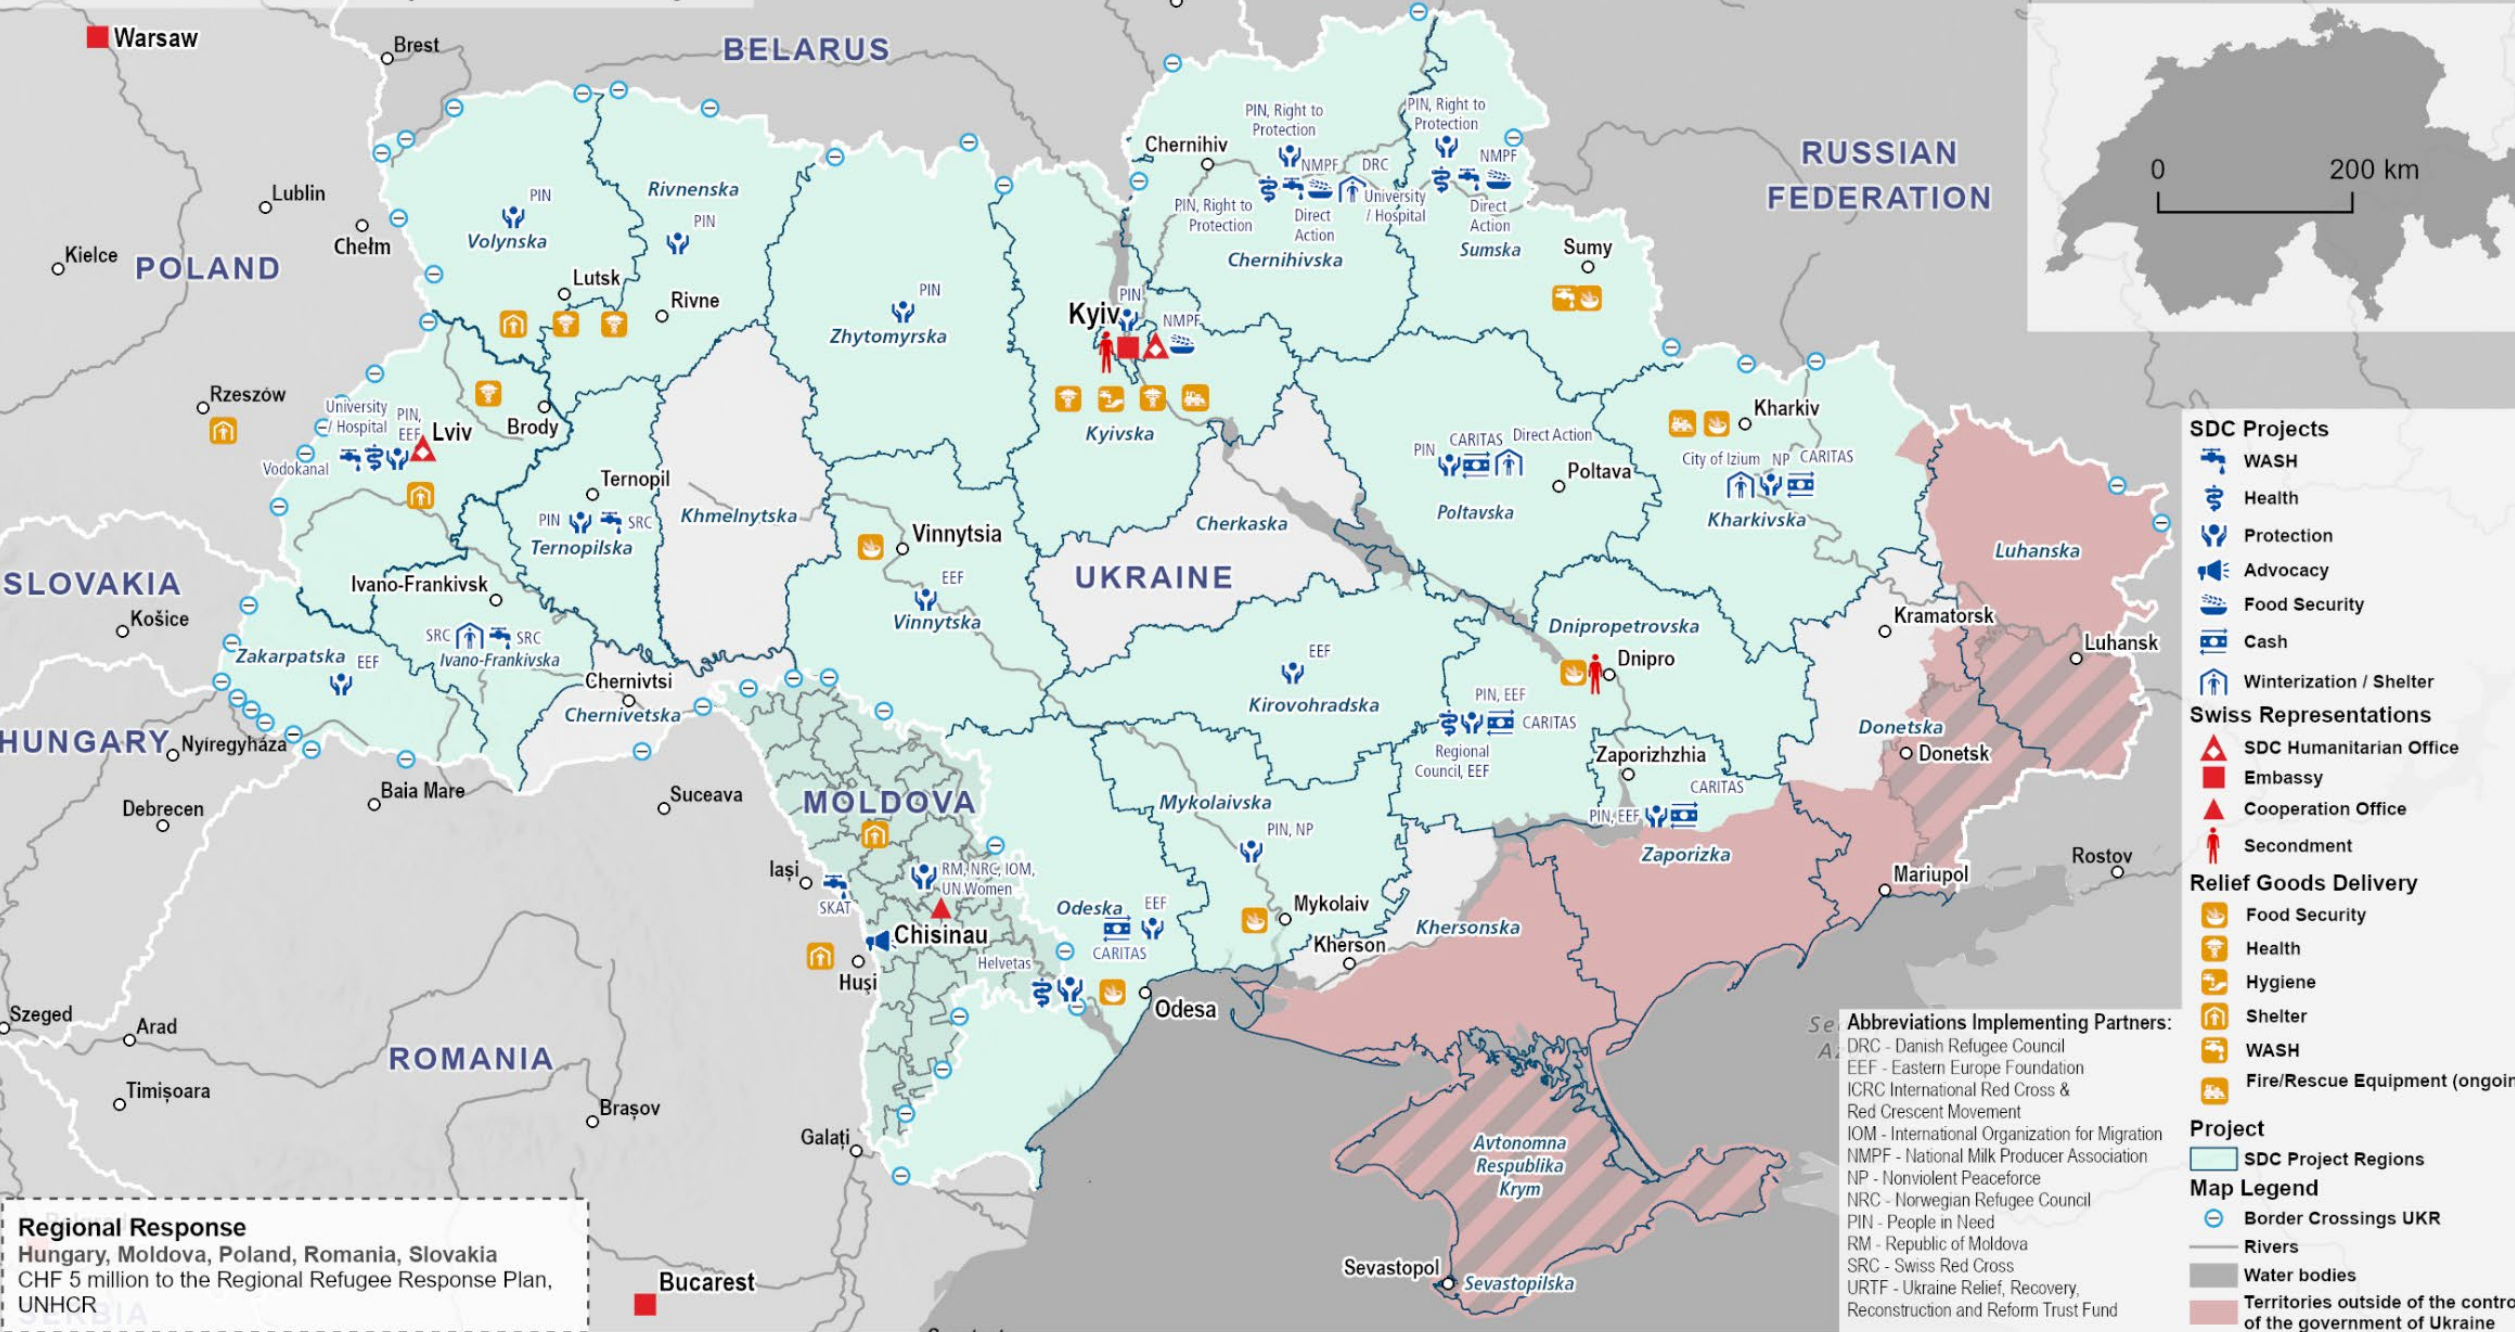 Warsaw
Brest
BELARUS
Lublin
Chełm
Kielce
POLAND
Rzeszów
PIN
Volynska
Lutsk
Rivnenska
PIN
Rivne
PIN
Zhytomyrska
Chernihiv
PIN, Right to
Protection
NMPF
DRC
PIN, Right to
Protection
Direct
Action
University
/ Hospital
Chernihivska
PIN, Right to
Protection
NMPF
Direct
Action
Sumska
Sumy
RUSSIAN
FEDERATION
0
200 km
PIN
Kyiv
NMPF
Kyivska
University
/ Hospital
PIN,
EEF
Lviv
Vodokanal
Brody
Ternopil
PIN
SRC
Ternopilska
Khmelnytska
Vinnytsia
EEF
Vinnytska
Cherkaska
UKRAINE
PIN
CARITAS
Direct Action
Poltava
Poltavska
Kharkiv
City of Izium
NP
CARITAS
Kharkivska
Luhanska
Kramatorsk
Luhansk
SLOVAKIA
Košice
Ivano-Frankivsk
SRC
SRC
Ivano-Frankivska
Zakarpatska
EEF
Chernivtsi
Chernivetska
EEF
Kirovohradska
Dnipropetrovska
Dnipro
PIN, EEF
CARITAS
Regional
Council, EEF
Donetska
Donetsk
HUNGARY
Nyíregyháza
Debrecen
Baia Mare
Suceava
MOLDOVA
Iași
SKAT
RM, NRC, IOM,
UN Women
Chisinau
Helvetas
Huși
Mykolaivska
PIN, NP
Mykolaiv
Zaporizhzhia
CARITAS
PIN, EEF
Zaporizka
Mariupol
Rostov
Odeska
EEF
CARITAS
Odesa
Kherson
Khersonska
Szeged
Arad
Timișoara
ROMANIA
Brașov
Galați
Avtonomna
Respublika
Krym
Sevastopol
Sevastopilska
Bucarest
Regional Response
Hungary, Moldova, Poland, Romania, Slovakia
CHF 5 million to the Regional Refugee Response Plan,
UNHCR
SDC Projects
WASH
Health
Protection
Advocacy
Food Security
Cash
Winterization / Shelter
Swiss Representations
SDC Humanitarian Office
Embassy
Cooperation Office
Secondment
Relief Goods Delivery
Food Security
Health
Hygiene
Shelter
WASH
Fire/Rescue Equipment (ongoin
Project
SDC Project Regions
Map Legend
Border Crossings UKR
Rivers
Water bodies
Territories outside of the contro
of the government of Ukraine
Abbreviations Implementing Partners:
DRC - Danish Refugee Council
EEF - Eastern Europe Foundation
ICRC International Red Cross &
Red Crescent Movement
IOM - International Organization for Migration
NMPF - National Milk Producer Association
NP - Nonviolent Peaceforce
NRC - Norwegian Refugee Council
PIN - People in Need
RM - Republic of Moldova
SRC - Swiss Red Cross
URTF - Ukraine Relief, Recovery,
Reconstruction and Reform Trust Fund